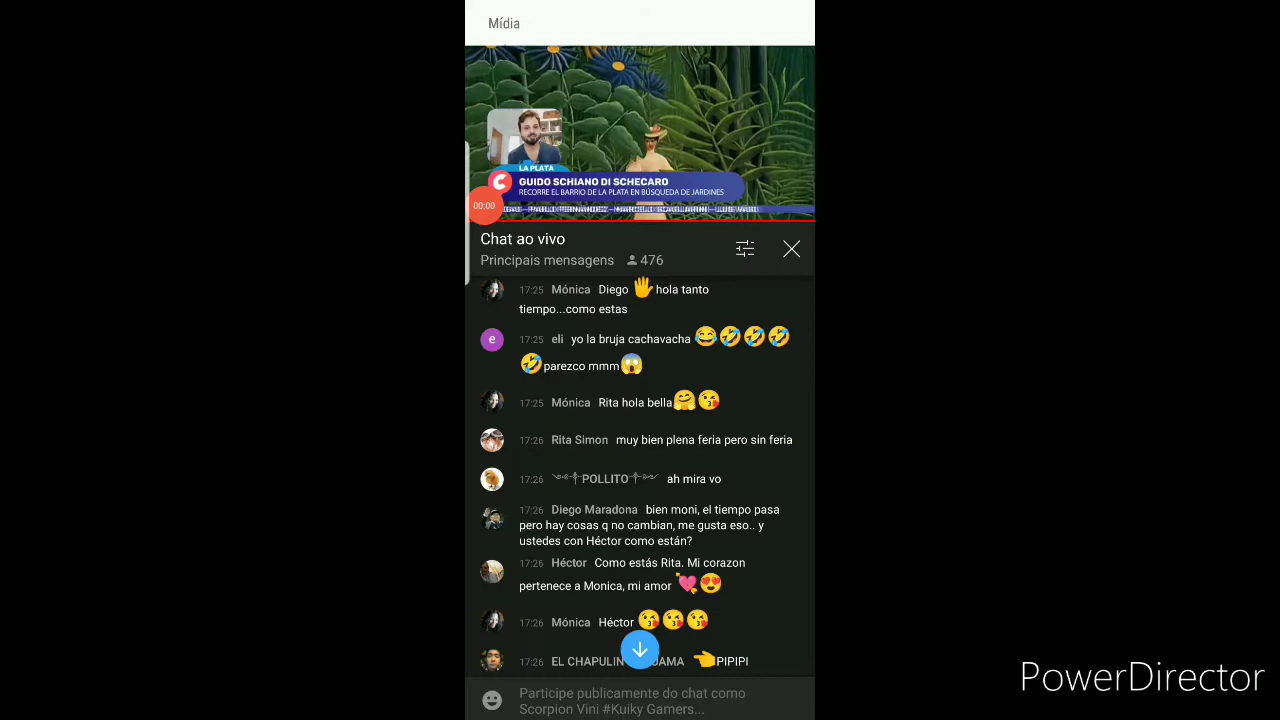 Mídia
LA PLATA
GUIDO SCHIANO DI SCHECARO
RECORRE EL BARRIO DE LA PLATA EN BÚSQUEDA DE JARDINES
00:00
Chat ao vivo
Principais mensagens 476
17:25 Mónica Diego 🖐 hola tanto
tiempo...como estas
e 17:25 eli yo la bruja cachavacha 😂🤣🤣🤣
🤣parezco mmm😱
17:25 Mónica Rita hola bella🤗😘
17:26 Rita Simon muy bien plena feria pero sin feria
17:26 POLLITO ah mira vo
17:26 Diego Maradona bien moni, el tiempo pasa
pero hay cosas q no cambian, me gusta eso.. y
ustedes con Héctor como están?
17:26 Héctor Como estás Rita. Mi corazon
pertenece a Monica, mi amor 💘😍
17:26 Mónica Héctor 😘😘😘
17:26 EL CHAPULIN 👈PIPIPI
Participe publicamente do chat como
Scorpion Vini #Kuiky Gamers...
PowerDirector